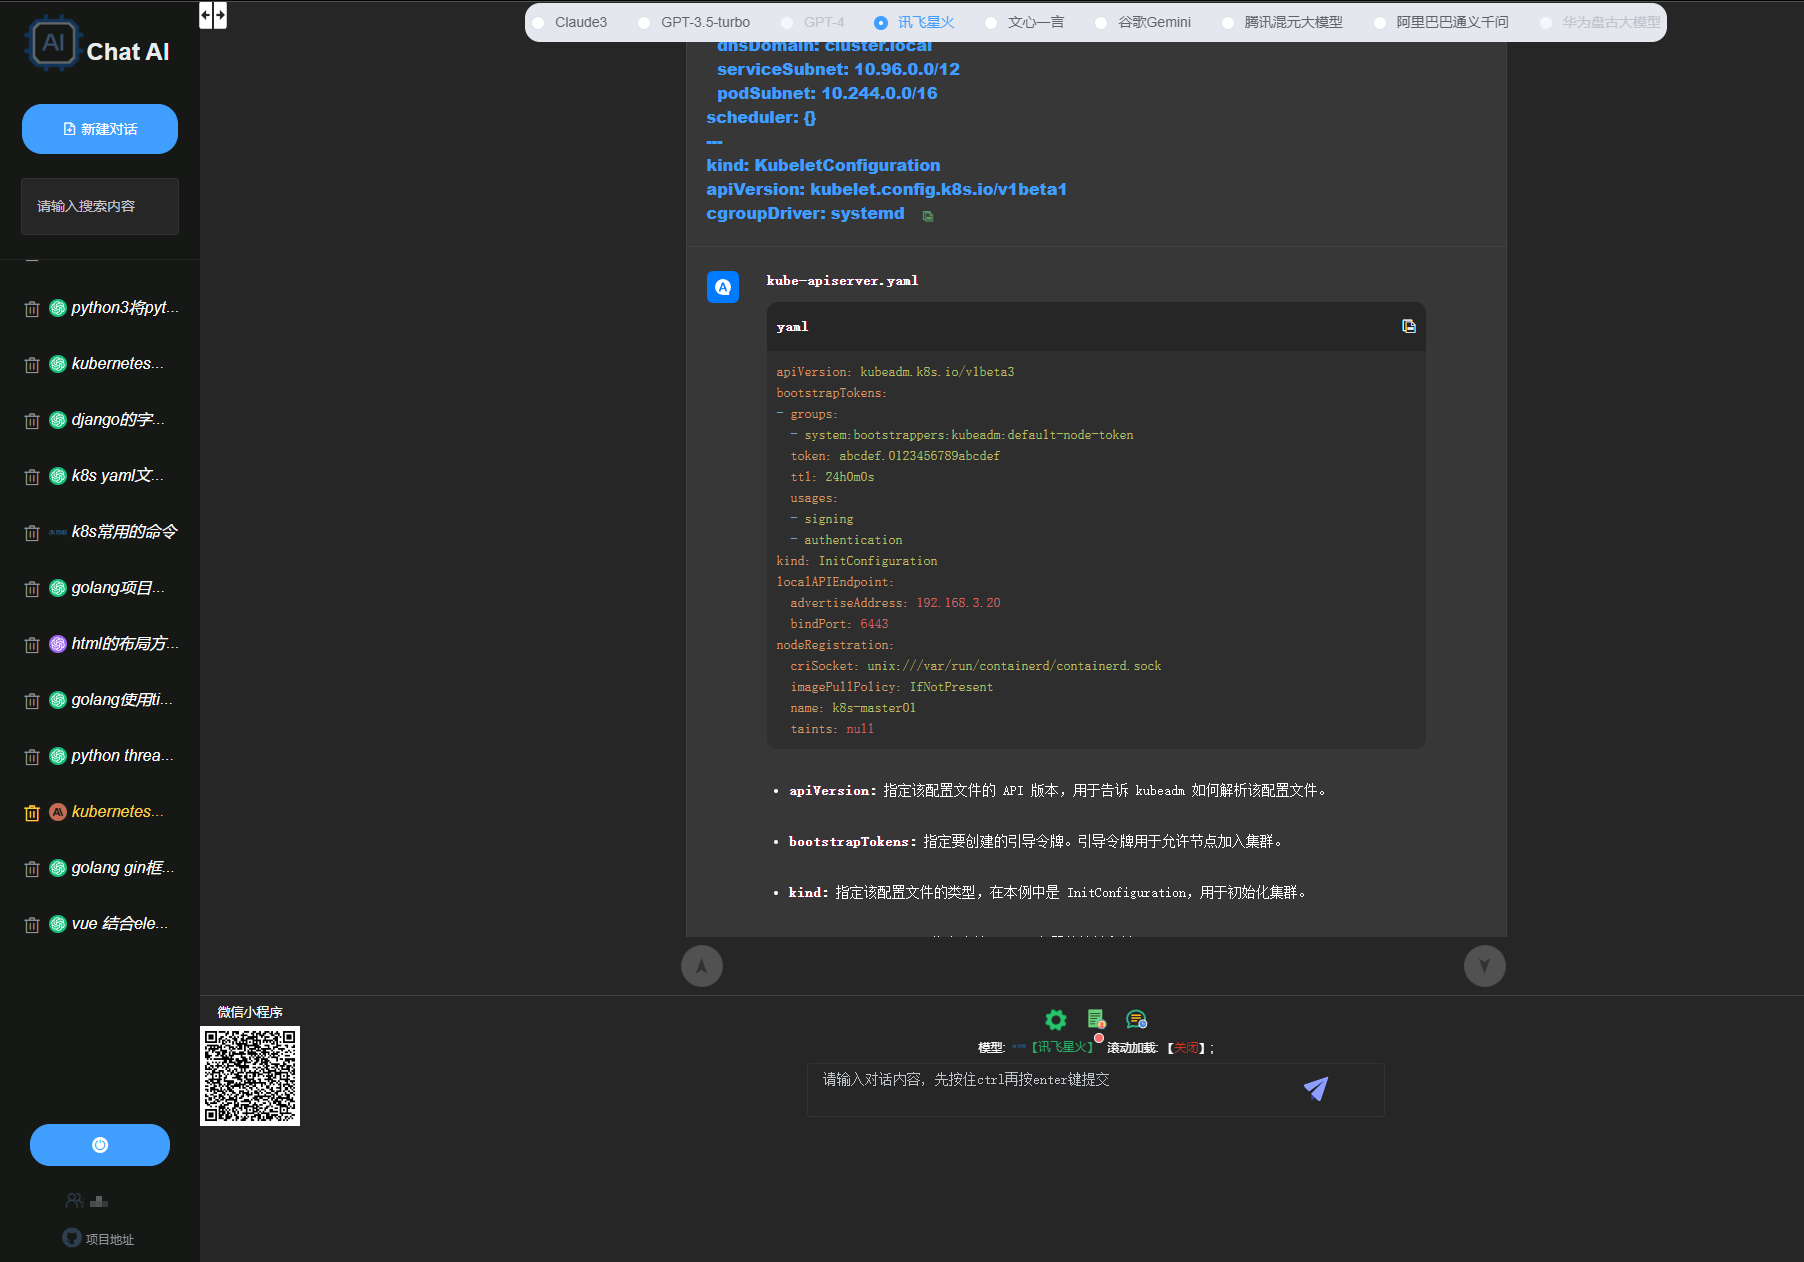 Claude3
GPT-3.5-turbo
GPT-4
讯飞星火
文心一言
谷歌Gemini
腾讯混元大模型
阿里巴巴通义千问
华为盘古大模型
AI
Chat AI
新建对话
请输入搜索内容
python3将pyt...
kubernetes...
django的字...
k8s yaml文...
k8s常用的命令
golang项目...
html的布局方...
golang使用ti...
python threa...
kubernetes...
golang gin框...
vue 结合ele...
项目地址
dnsDomain: cluster.local
serviceSubnet: 10.96.0.0/12
podSubnet: 10.244.0.0/16
scheduler: {}
---
kind: KubeletConfiguration
apiVersion: kubelet.config.k8s.io/v1beta1
cgroupDriver: systemd
kube-apiserver.yaml
yaml
apiVersion: kubeadm.k8s.io/v1beta3
bootstrapTokens:
- groups:
- system:bootstrappers:kubeadm:default-node-token
token: abcdef.0123456789abcdef
ttl: 24h0m0s
usages:
- signing
- authentication
kind: InitConfiguration
localAPIEndpoint:
advertiseAddress: 192.168.3.20
bindPort: 6443
nodeRegistration:
criSocket: unix:///var/run/containerd/containerd.sock
imagePullPolicy: IfNotPresent
name: k8s-master01
taints: null
• apiVersion: 指定该配置文件的 API 版本，用于告诉 kubeadm 如何解析该配置文件。
• bootstrapTokens: 指定要创建的引导令牌。引导令牌用于允许节点加入集群。
• kind: 指定该配置文件的类型，在本例中是 InitConfiguration，用于初始化集群。
微信小程序
模型: 【讯飞星火】 滚动加载: 【关闭】;
请输入对话内容, 先按住ctrl再按enter键提交